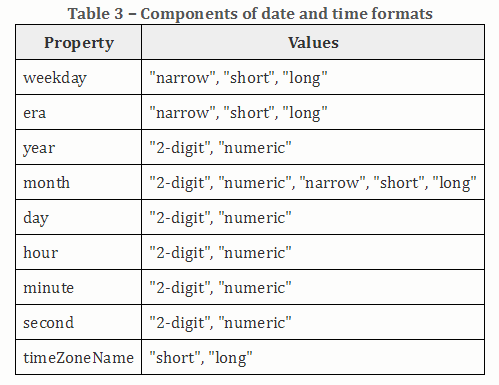 Table 3 – Components of date and time formats
Property Values
weekday "narrow", "short", "long"
era "narrow", "short", "long"
year "2-digit", "numeric"
month "2-digit", "numeric", "narrow", "short", "long"
day "2-digit", "numeric"
hour "2-digit", "numeric"
minute "2-digit", "numeric"
second "2-digit", "numeric"
timeZoneName "short", "long"